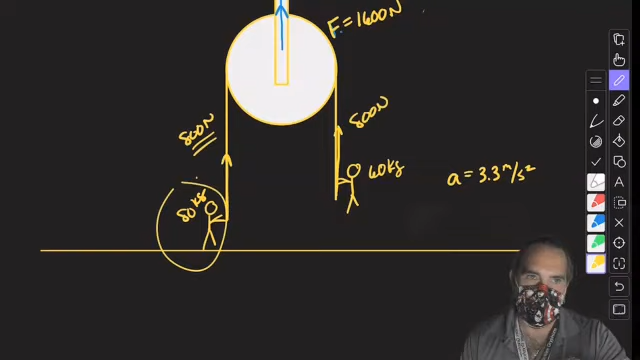 F = 1600N
800N
800N
60kg
80kg
a = 3.3 m/s²